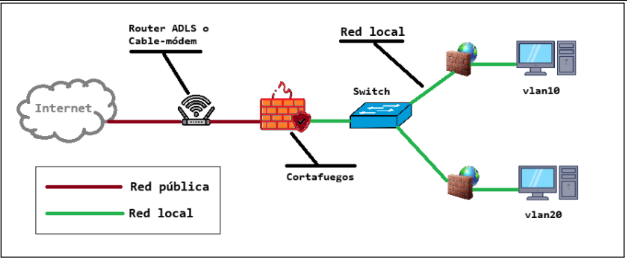 Router ADLS o
Cable-módem
Red local
Internet
Switch
vlan10
Cortafuegos
Red pública
Red local
vlan20